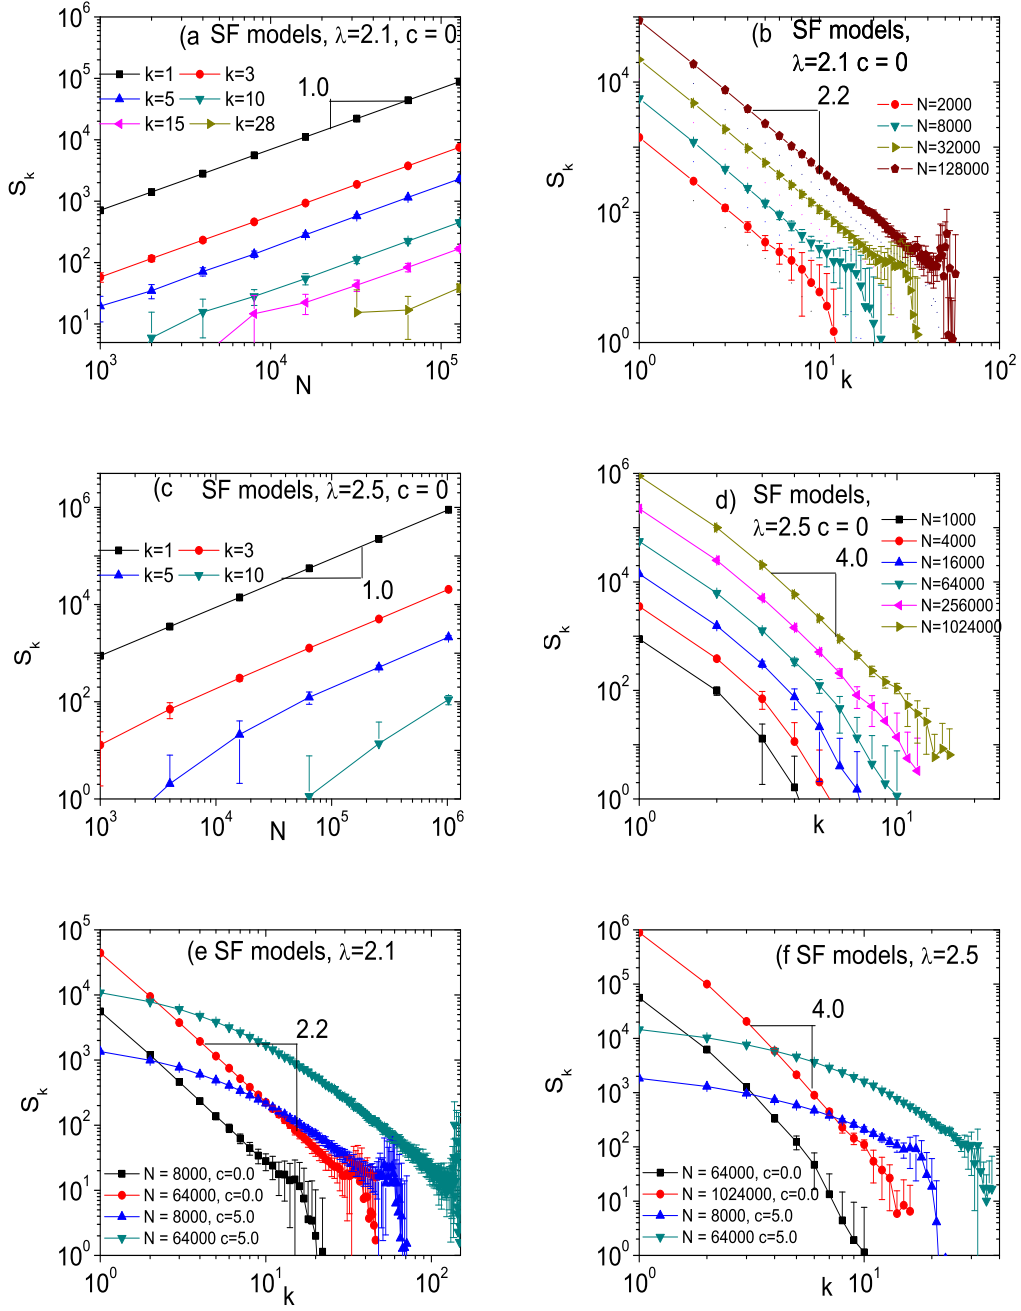 (a SF models, λ=2.1, c = 0
k=1 k=3
k=5 k=10
k=15 k=28
1.0
10^6
10^5
10^4
10^3
10^2
10^1
S_k
10^3 10^4 10^5
N
(b SF models,
λ=2.1 c = 0
2.2
N=2000
N=8000
N=32000
N=128000
10^4
10^2
10^0
S_k
10^0 10^1 10^2
k
(c SF models, λ=2.5, c = 0
k=1 k=3
k=5 k=10
1.0
10^6
10^4
10^2
10^0
S_k
10^3 10^4 10^5 10^6
N
d) SF models,
λ=2.5 c = 0
4.0
N=1000
N=4000
N=16000
N=64000
N=256000
N=1024000
10^6
10^4
10^2
10^0
S_k
10^0 10^1
k
(e SF models, λ=2.1
2.2
N = 8000, c=0.0
N = 64000, c=0.0
N = 8000, c=5.0
N = 64000 c=5.0
10^5
10^4
10^3
10^2
10^1
10^0
S_k
10^0 10^1 10^2
k
(f SF models, λ=2.5
4.0
N = 64000, c=0.0
N = 1024000, c=0.0
N = 8000, c=5.0
N = 64000 c=5.0
10^6
10^5
10^4
10^3
10^2
10^1
10^0
S_k
10^0 10^1
k